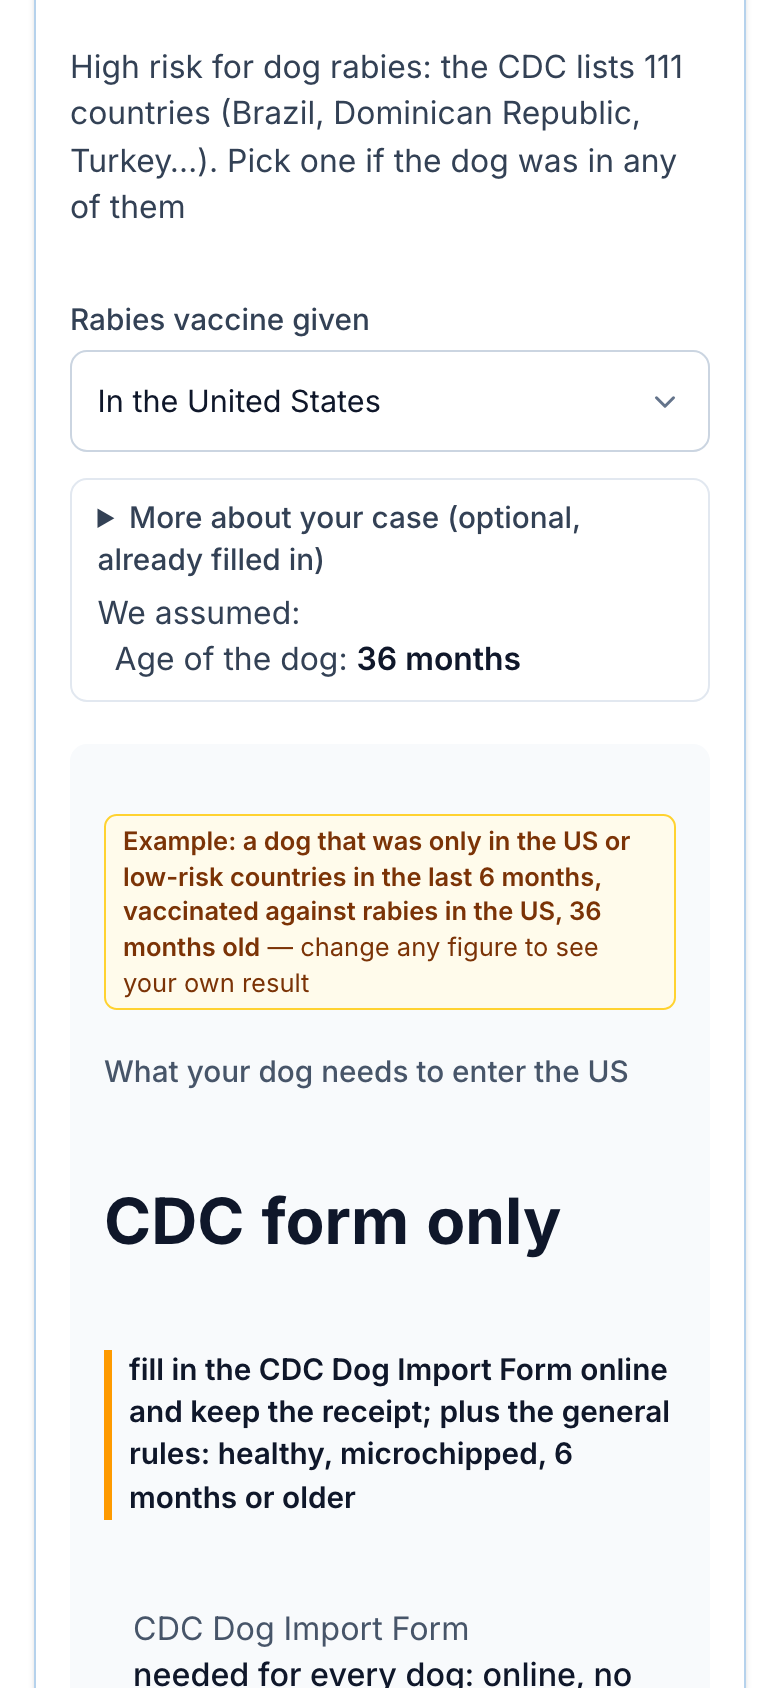 High risk for dog rabies: the CDC lists 111
countries (Brazil, Dominican Republic,
Turkey...). Pick one if the dog was in any
of them
Rabies vaccine given
In the United States
▶ More about your case (optional,
already filled in)
We assumed:
Age of the dog: 36 months
Example: a dog that was only in the US or
low-risk countries in the last 6 months,
vaccinated against rabies in the US, 36
months old — change any figure to see
your own result
What your dog needs to enter the US
CDC form only
fill in the CDC Dog Import Form online
and keep the receipt; plus the general
rules: healthy, microchipped, 6
months or older
CDC Dog Import Form
needed for every dog: online, no